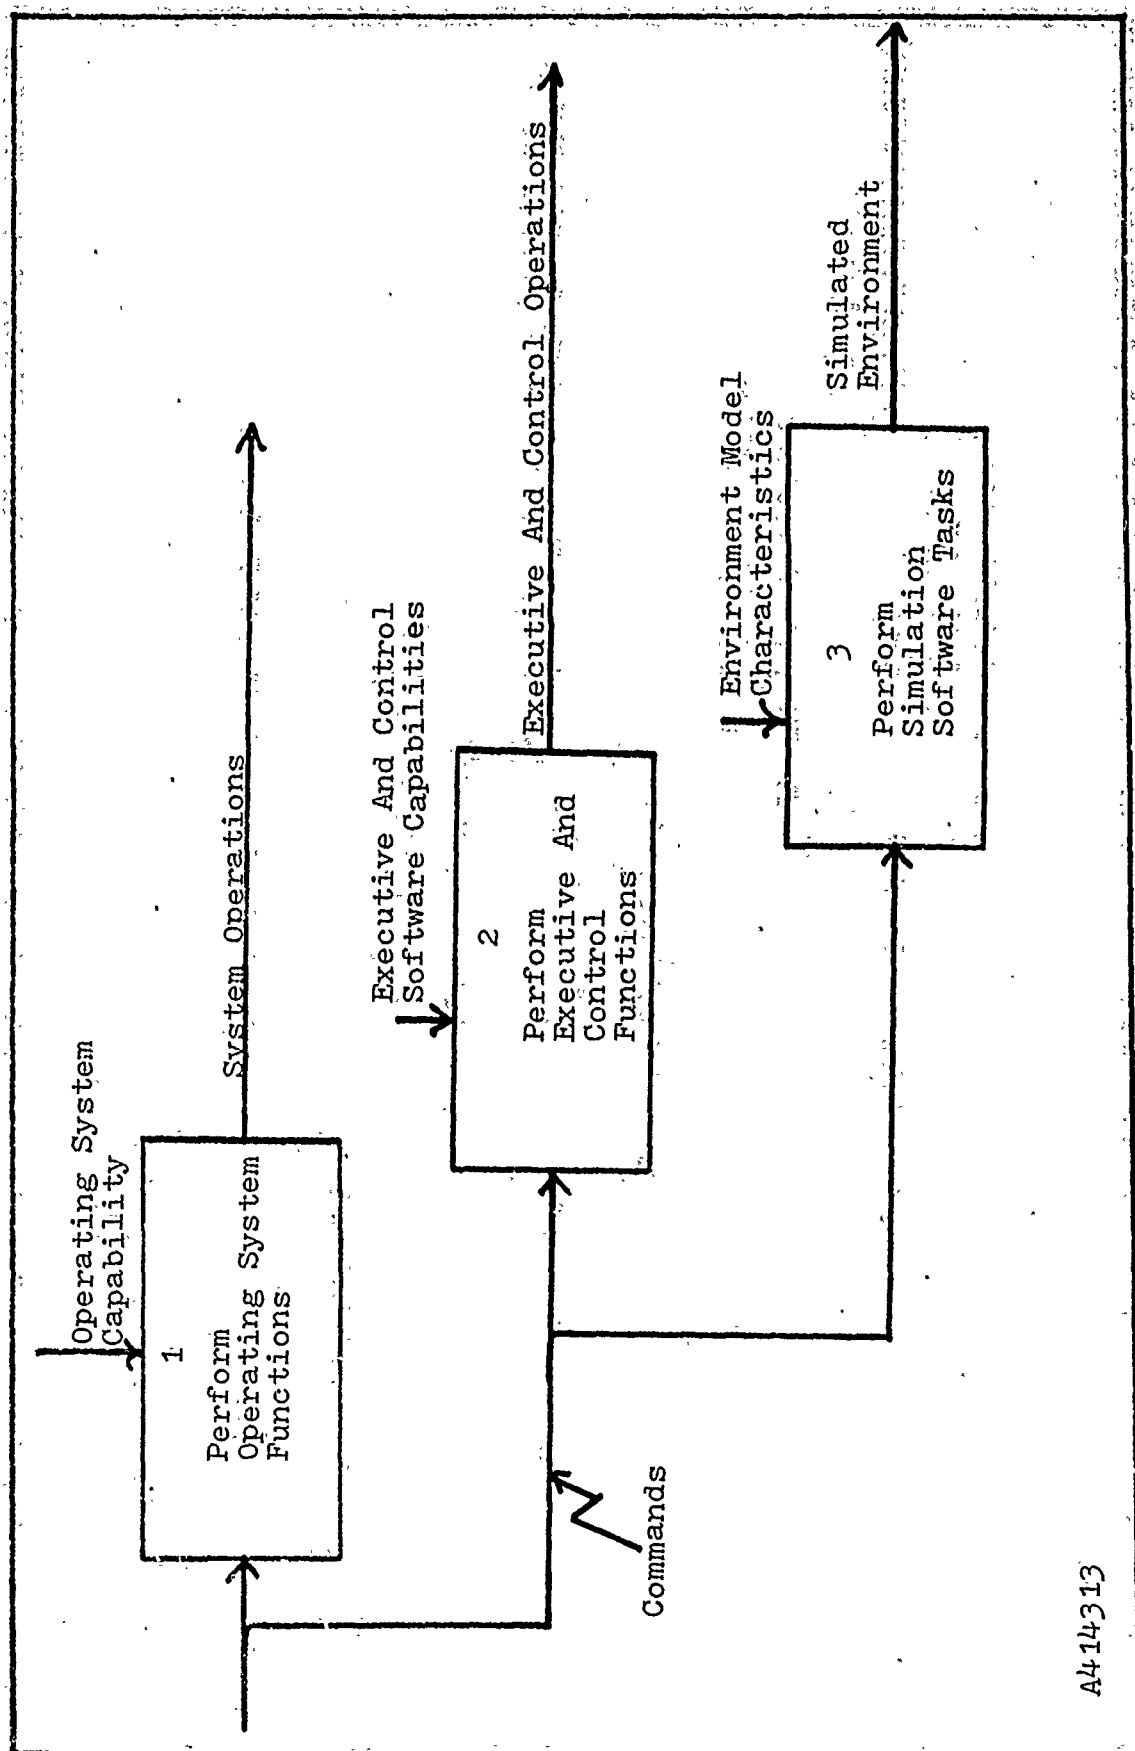 Operating System
Capability
1
Perform
Operating System
Functions
System Operations
Executive And Control
Software Capabilities
2
Perform
Executive And
Control
Functions
Executive And Control Operations
Environment Model
Characteristics
3
Perform
Simulation
Software Tasks
Simulated
Environment
Commands
A414313